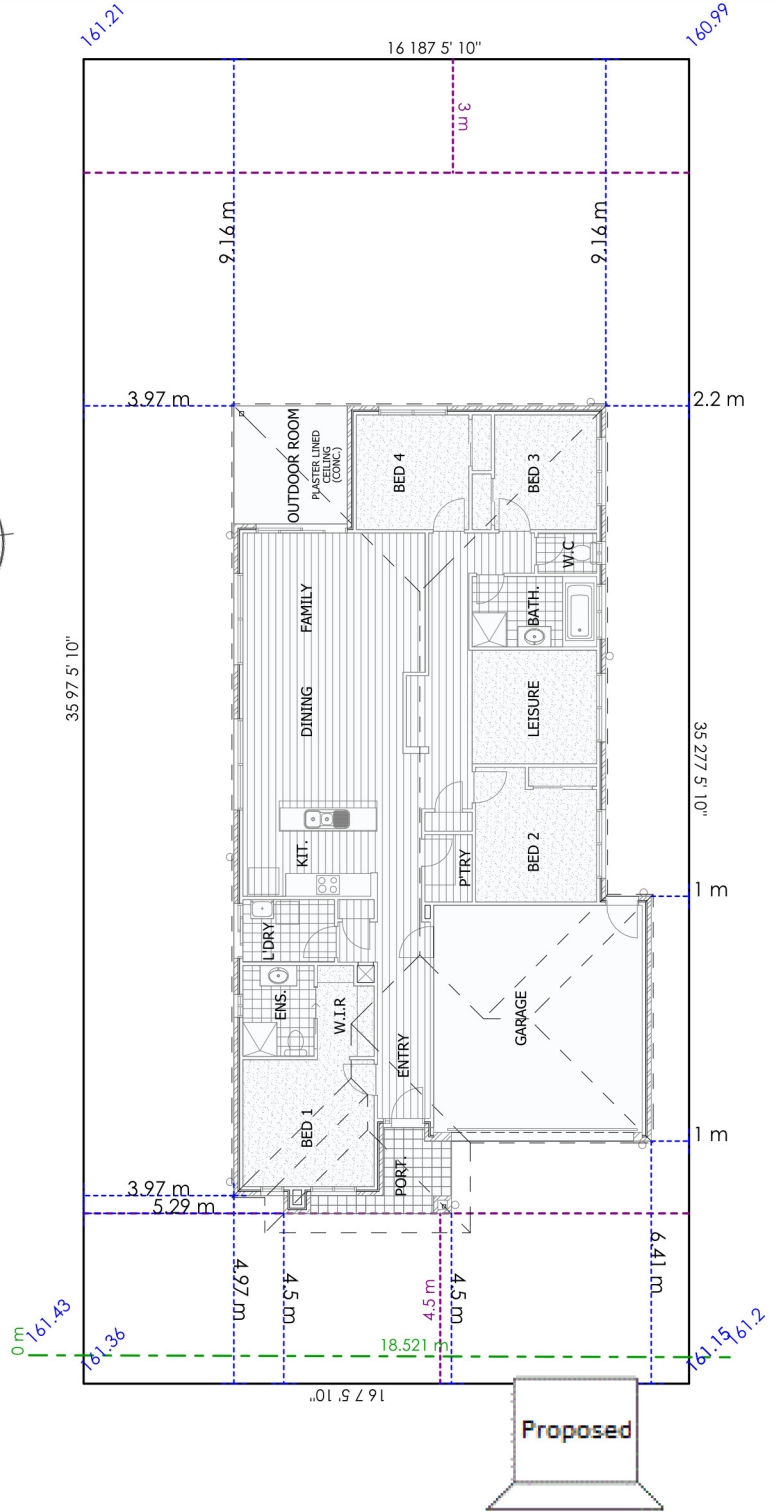 161.21
160.99
16 187 5' 10"
3 m
9.16 m
9.16 m
3.97 m
2.2 m
OUTDOOR ROOM
PLASTER LINED
CEILING
(CONC.)
BED 4
BED 3
W.C
BATH.
FAMILY
35 97 5' 10"
DINING
LEISURE
35 277 5' 10"
KIT.
P'TRY
BED 2
1 m
L'DRY
ENS.
W.I.R
GARAGE
ENTRY
BED 1
1 m
PORT.
3.97 m
5.29 m
4.97 m
4.5 m
4.5 m
4.5 m
6.41 m
0 m
161.43
161.36
18.521 m
161.15
161.2
16 7 5' 10"
Proposed